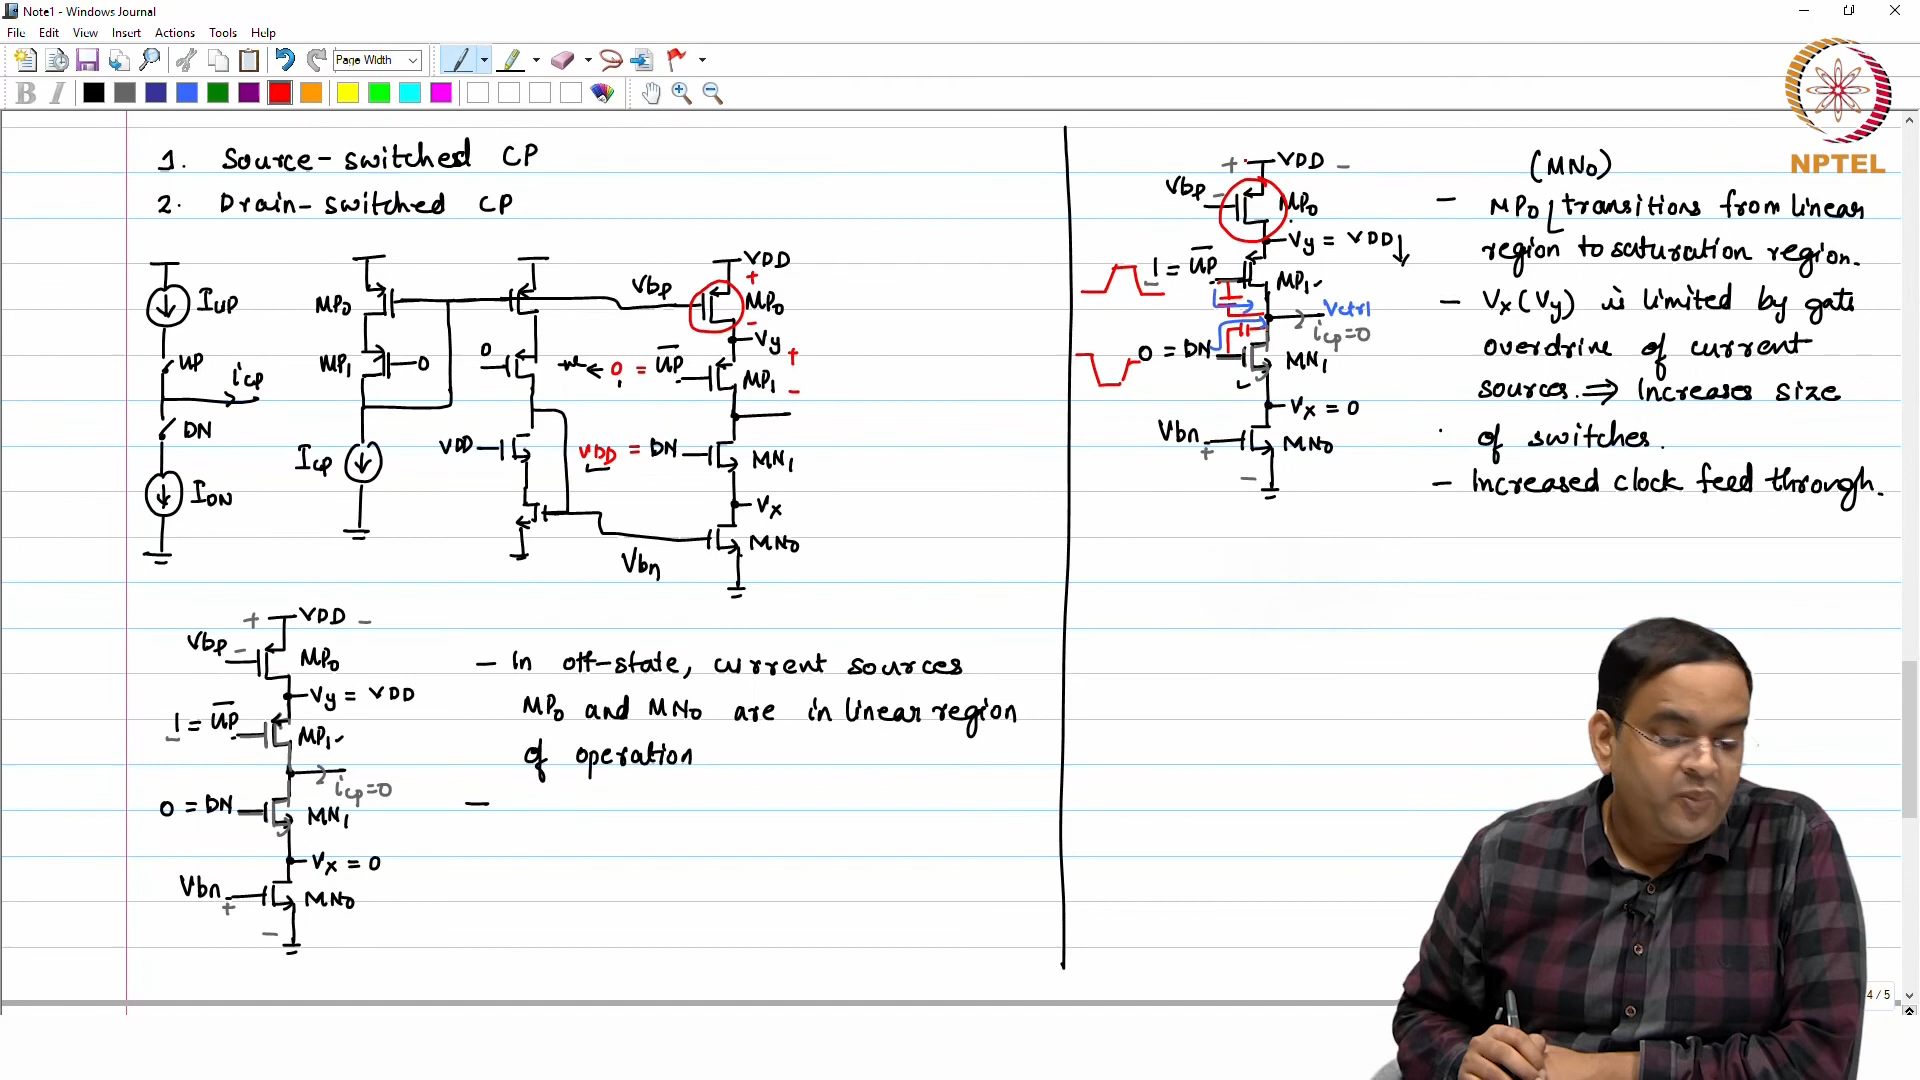 Note1 - Windows Journal
File Edit View Insert Actions Tools Help
Page Width
B I
NPTEL
1. Source-switched CP
2. Drain-switched CP
IUP
UP
icp
DN
IDN
MP0
MP1
0
Icp
0
VDD
Vbp
Vbn
VDD
+
MP0
-
Vy
0 = UP
+
MP1
-
VDD = DN
MN1
Vx
MN0
+ VDD -
Vbp -
MP0
Vy = VDD
1 = UP
MP1
icp=0
0 = DN
MN1
Vx = 0
Vbn
+
MN0
-
- In off-state, current sources
MP0 and MN0 are in linear region
of operation
-
+ VDD -
Vbp -
MP0
Vy = VDD↓
1 = UP
MP1
Vctrl
icp=0
0 = DN
MN1
Vx = 0
Vbn
+
MN0
-
(MN0)
- MP0 transitions from linear
region to saturation region.
- Vx(Vy) is limited by gate
overdrive of current
sources. ⇒ Increases size
of switches.
- Increased clock feed through.
4 / 5